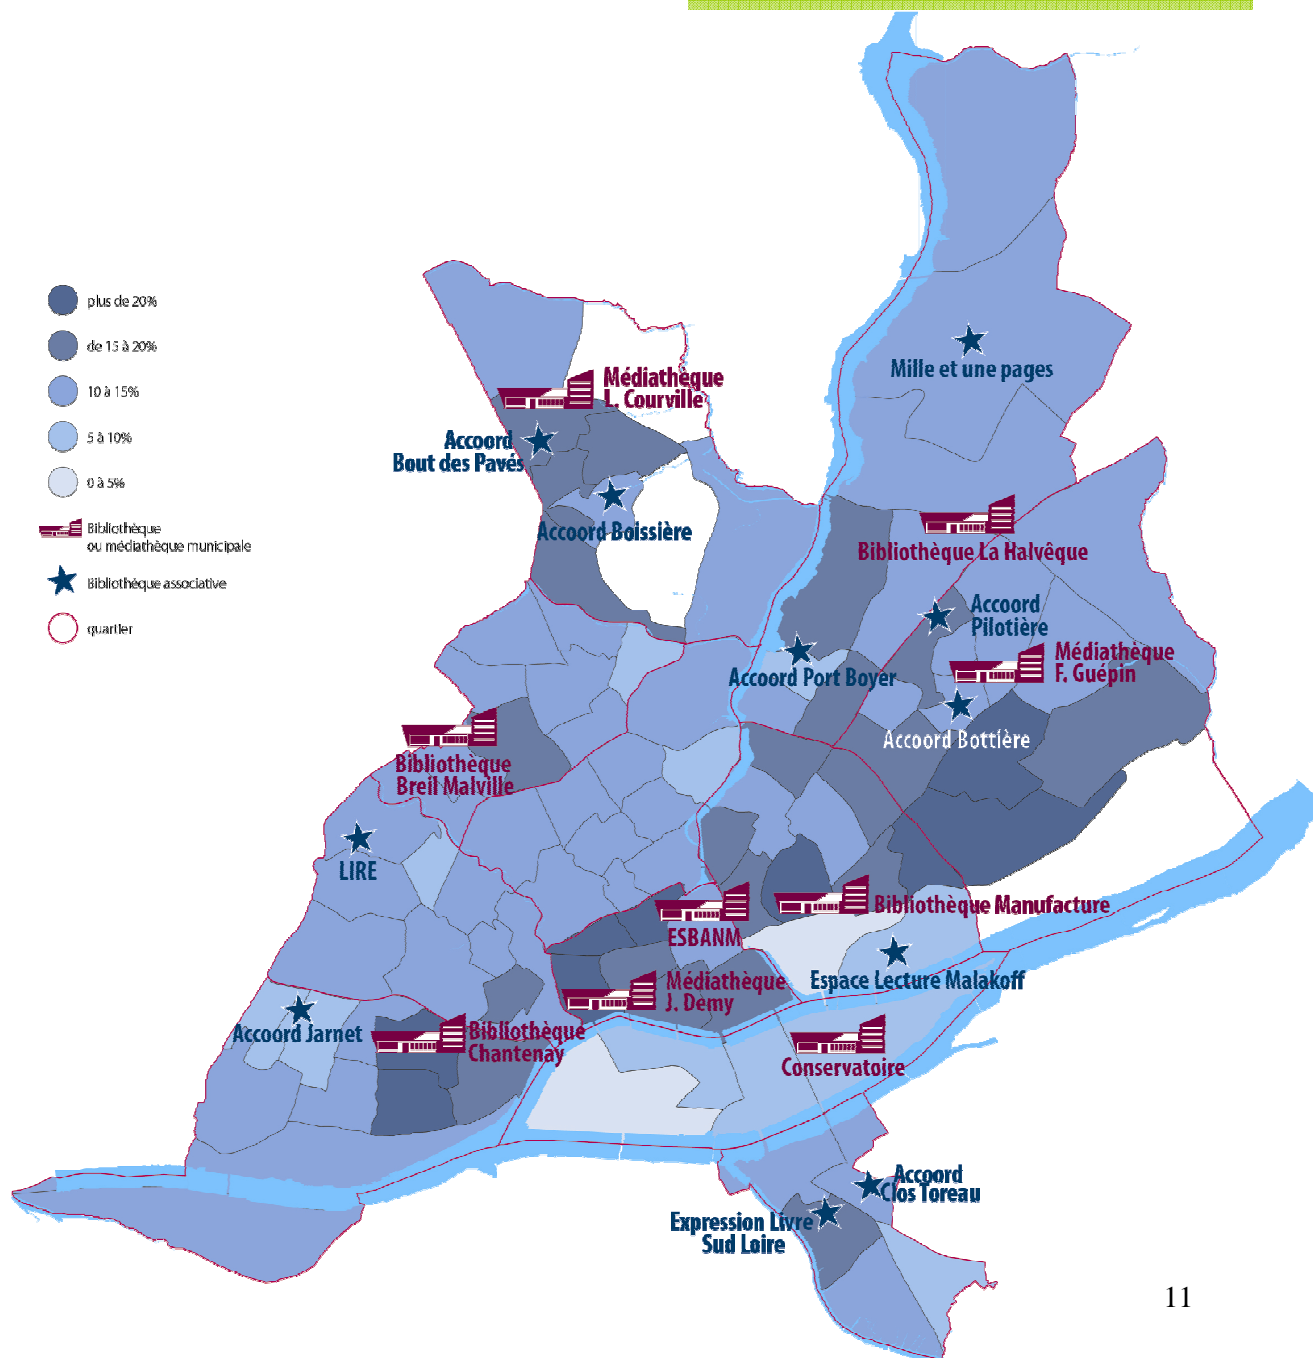 plus de 20%
de 15 à 20%
10 à 15%
5 à 10%
0 à 5%
Bibliothèque
ou médiathèque municipale
Bibliothèque associative
quartier
Mille et une pages
Médiathèque
L. Courville
Accoord
Bout des Pavés
Accoord Boissière
Bibliothèque La Halvêque
Accoord
Pilotière
Médiathèque
F. Guépin
Accoord Port Boyer
Accoord Bottière
Bibliothèque
Breil Malville
LIRE
Bibliothèque Manufacture
ESBANM
Espace Lecture Malakoff
Médiathèque
J. Demy
Accoord Jarnet
Bibliothèque
Chantenay
Conservatoire
Accoord
Clos Toreau
Expression Livre
Sud Loire
11